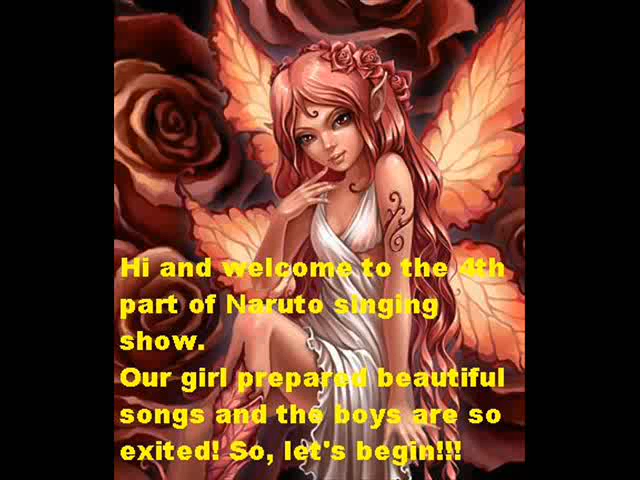 Hi and welcome to the 4th
part of Naruto singing
show.
Our girl prepared beautiful
songs and the boys are so
exited! So, let's begin!!!